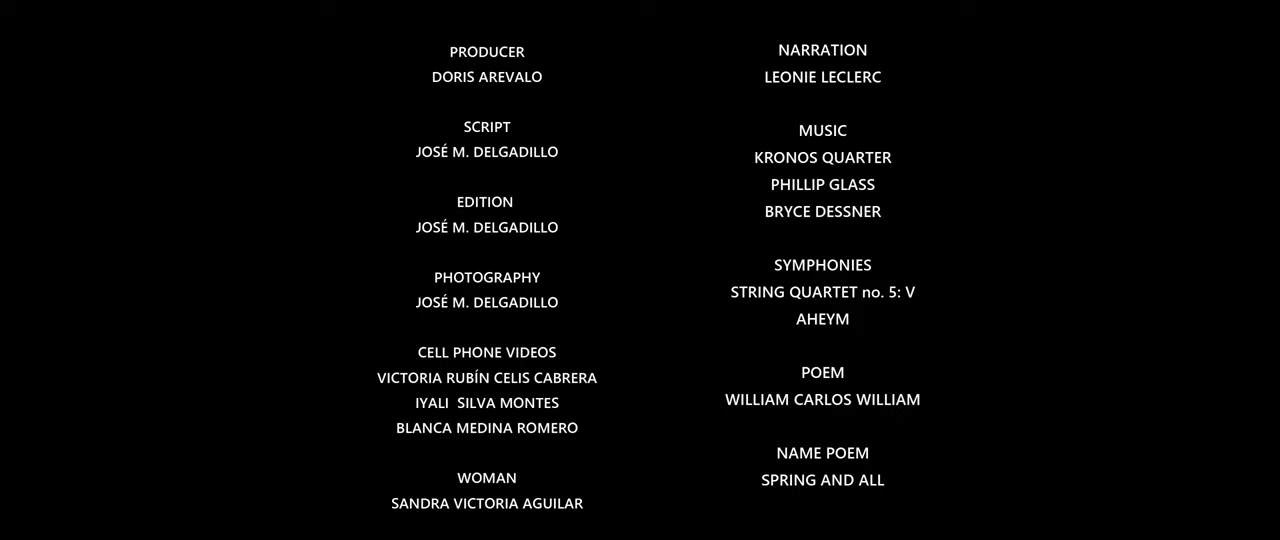 PRODUCER
DORIS AREVALO
SCRIPT
JOSÉ M. DELGADILLO
EDITION
JOSÉ M. DELGADILLO
PHOTOGRAPHY
JOSÉ M. DELGADILLO
CELL PHONE VIDEOS
VICTORIA RUBÍN CELIS CABRERA
IYALI SILVA MONTES
BLANCA MEDINA ROMERO
WOMAN
SANDRA VICTORIA AGUILAR
NARRATION
LEONIE LECLERC
MUSIC
KRONOS QUARTER
PHILLIP GLASS
BRYCE DESSNER
SYMPHONIES
STRING QUARTET no. 5: V
AHEYM
POEM
WILLIAM CARLOS WILLIAM
NAME POEM
SPRING AND ALL